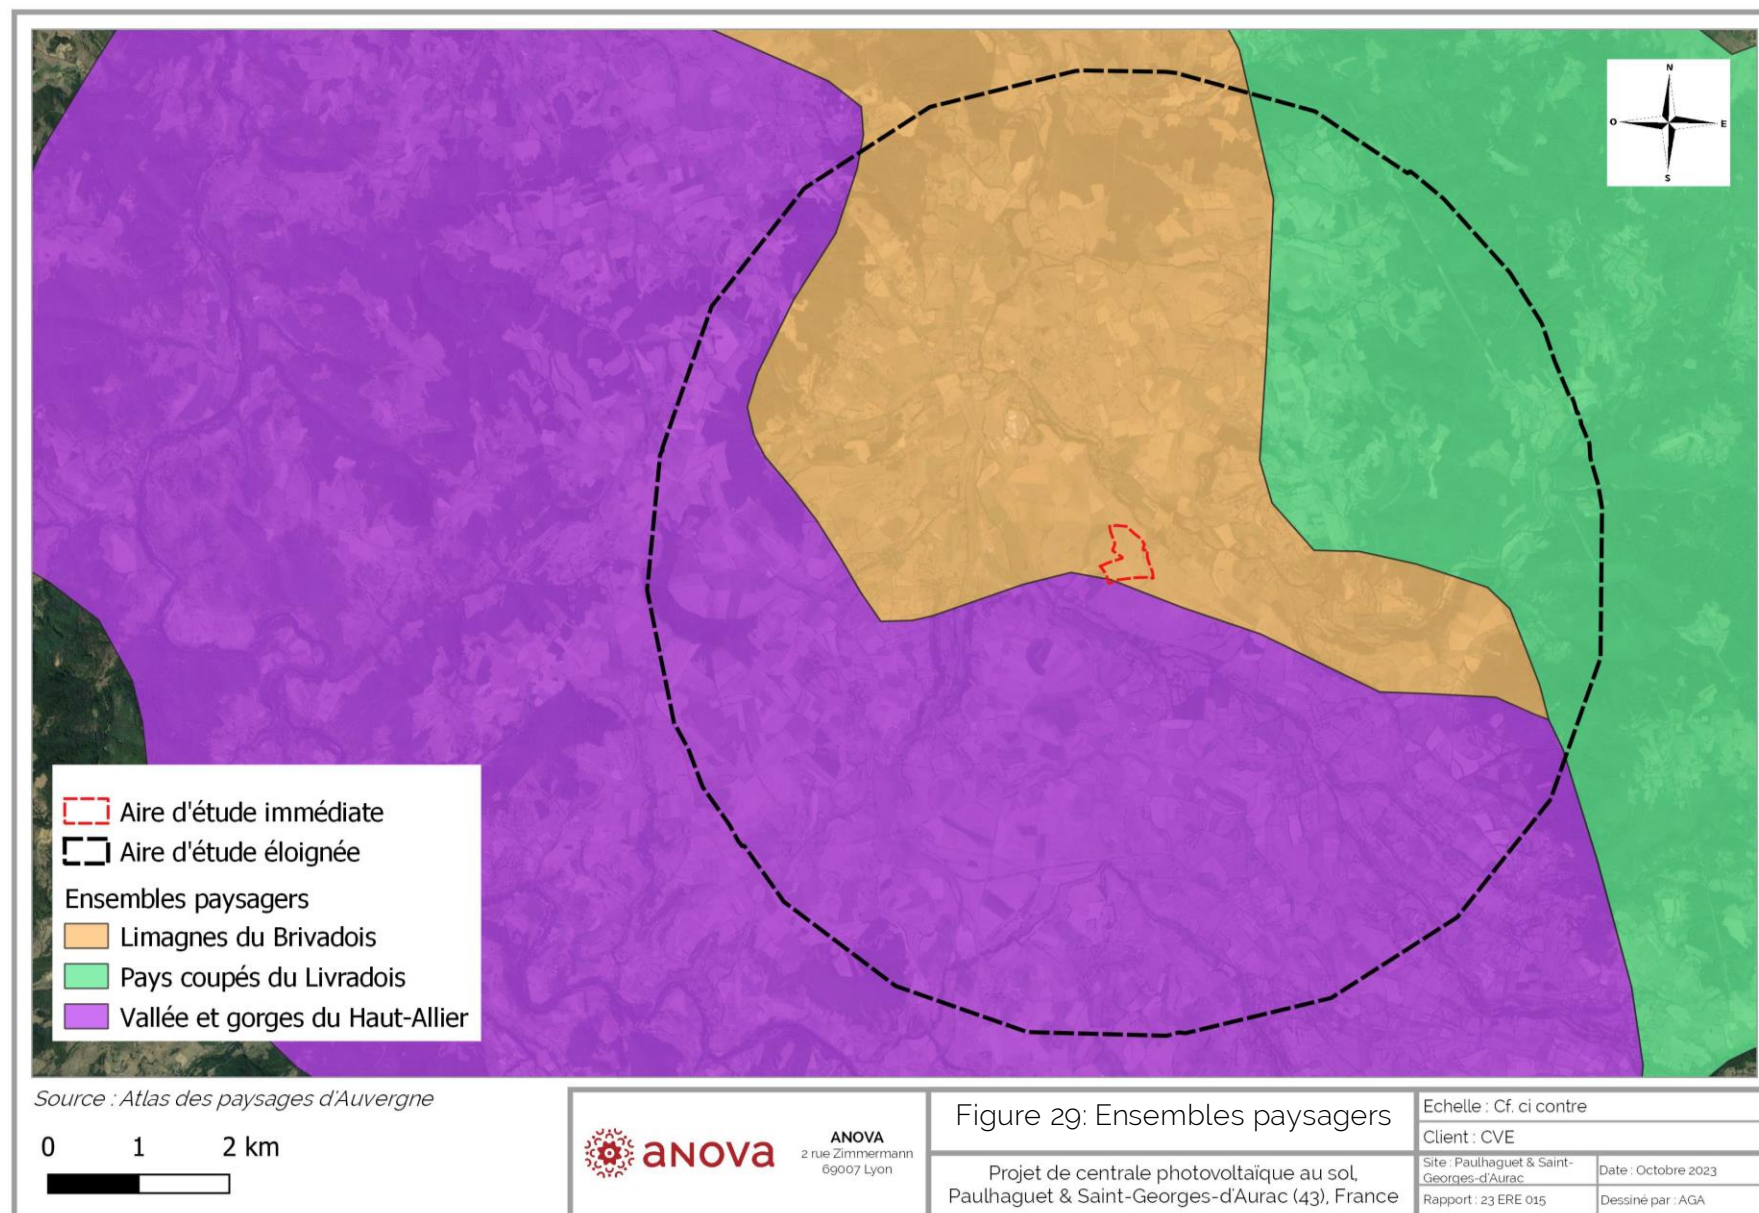 N
O
E
S
Aire d'étude immédiate
Aire d'étude éloignée
Ensembles paysagers
Limagnes du Brivadois
Pays coupés du Livradois
Vallée et gorges du Haut-Allier
Source : Atlas des paysages d'Auvergne
0 1 2 km
ANOVA
ANOVA
2 rue Zimmermann
69007 Lyon
Figure 29: Ensembles paysagers
Projet de centrale photovoltaïque au sol,
Paulhaguet & Saint-Georges-d'Aurac (43), France
Echelle : Cf. ci contre
Client : CVE
Site : Paulhaguet & Saint-
Georges-d'Aurac
Date : Octobre 2023
Rapport : 23 ERE 015
Dessiné par : AGA